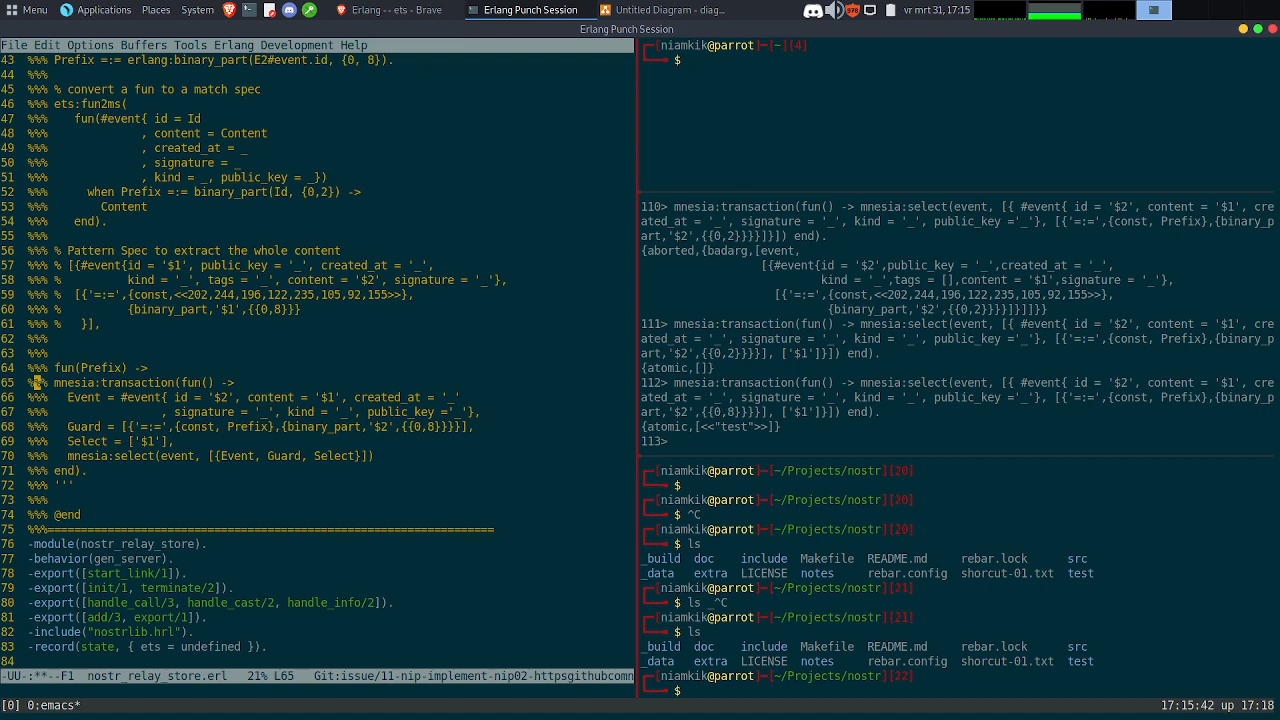 Menu Applications Places System Erlang -- ets - Brave Erlang Punch Session Untitled Diagram - diag... 978 vr mrt 31, 17:15
Erlang Punch Session
File Edit Options Buffers Tools Erlang Development Help
43 %%% Prefix =:= erlang:binary_part(E2#event.id, {0, 8}).
44 %%%
45 %%% % convert a fun to a match spec
46 %%% ets:fun2ms(
47 %%%    fun(#event{ id = Id
48 %%%              , content = Content
49 %%%              , created_at = _
50 %%%              , signature = _
51 %%%              , kind = _, public_key = _})
52 %%%      when Prefix =:= binary_part(Id, {0,2}) ->
53 %%%        Content
54 %%%    end).
55 %%%
56 %%% % Pattern Spec to extract the whole content
57 %%% % [{#event{id = '$1', public_key = '_', created_at = '_',
58 %%% %          kind = '_', tags = '_', content = '$2', signature = '_'},
59 %%% %  [{'=:=',{const,<<202,244,196,122,235,105,92,155>>},
60 %%% %          {binary_part,'$1',{{0,8}}}
61 %%% %   }],
62 %%%
63 %%%
64 %%% fun(Prefix) ->
65 %%% mnesia:transaction(fun() ->
66 %%%   Event = #event{ id = '$2', content = '$1', created_at = '_'
67 %%%                 , signature = '_', kind = '_', public_key ='_'},
68 %%%   Guard = [{'=:=',{const, Prefix},{binary_part,'$2',{{0,8}}}}],
69 %%%   Select = ['$1'],
70 %%%   mnesia:select(event, [{Event, Guard, Select}])
71 %%% end).
72 %%% '''
73 %%%
74 %%% @end
75 %%%===================================================================
76 -module(nostr_relay_store).
77 -behavior(gen_server).
78 -export([start_link/1]).
79 -export([init/1, terminate/2]).
80 -export([handle_call/3, handle_cast/2, handle_info/2]).
81 -export([add/3, export/1]).
82 -include("nostrlib.hrl").
83 -record(state, { ets = undefined }).
84
-UU-:**--F1  nostr_relay_store.erl   21% L65   Git:issue/11-nip-implement-nip02-httpsgithubcomn
[niamkik@parrot]─[~][4]
$
110> mnesia:transaction(fun() -> mnesia:select(event, [{ #event{ id = '$2', content = '$1', cre
ated_at = '_', signature = '_', kind = '_', public_key ='_'}, [{'=:=',{const, Prefix},{binary_p
art,'$2',{{0,2}}}}]}]) end).
{aborted,{badarg,[event,
[{#event{id = '$2',public_key = '_',created_at = '_',
kind = '_',tags = [],content = '$1',signature = '_'},
[{'=:=',{const,<<202,244,196,122,235,105,92,155>>},
{binary_part,'$2',{{0,2}}}}]}]]}}
111> mnesia:transaction(fun() -> mnesia:select(event, [{ #event{ id = '$2', content = '$1', cre
ated_at = '_', signature = '_', kind = '_', public_key ='_'}, [{'=:=',{const, Prefix},{binary_p
art,'$2',{{0,2}}}}], ['$1']}]) end).
{atomic,[]}
112> mnesia:transaction(fun() -> mnesia:select(event, [{ #event{ id = '$2', content = '$1', cre
ated_at = '_', signature = '_', kind = '_', public_key ='_'}, [{'=:=',{const, Prefix},{binary_p
art,'$2',{{0,8}}}}], ['$1']}]) end).
{atomic,[<<"test">>]}
113>
[niamkik@parrot]─[~/Projects/nostr][20]
$
[niamkik@parrot]─[~/Projects/nostr][20]
$ ^C
[niamkik@parrot]─[~/Projects/nostr][20]
$ ls
_build  doc    include  Makefile  README.md     rebar.lock      src
_data   extra  LICENSE  notes     rebar.config  shorcut-01.txt  test
[niamkik@parrot]─[~/Projects/nostr][21]
$ ls _^C
[niamkik@parrot]─[~/Projects/nostr][21]
$ ls
_build  doc    include  Makefile  README.md     rebar.lock      src
_data   extra  LICENSE  notes     rebar.config  shorcut-01.txt  test
[niamkik@parrot]─[~/Projects/nostr][22]
$
[0] 0:emacs* 17:15:42 up 17:18